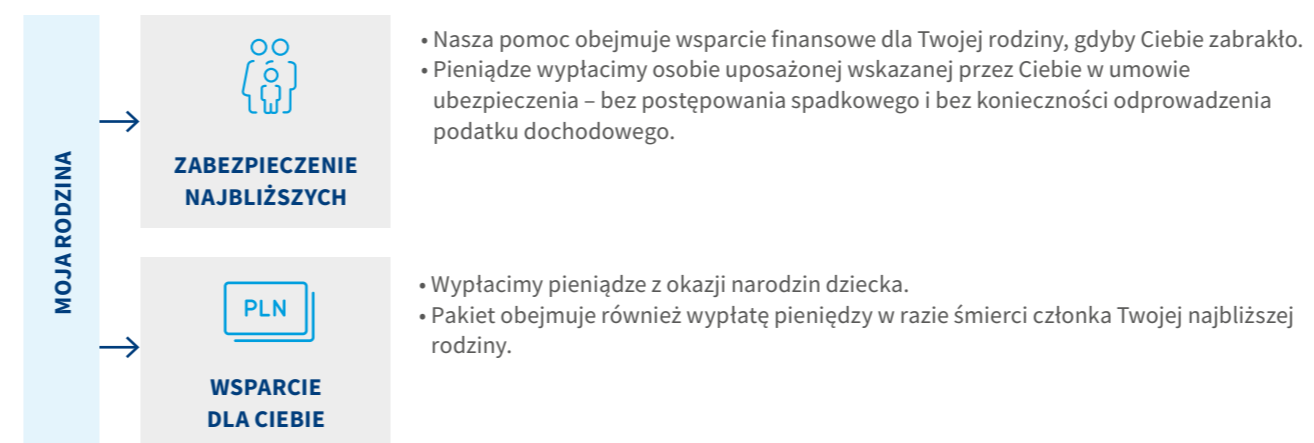 MOJA RODZINA
ZABEZPIECZENIE
NAJBLIŻSZYCH
• Nasza pomoc obejmuje wsparcie finansowe dla Twojej rodziny, gdyby Ciebie zabrakło.
• Pieniądze wypłacimy osobie uposażonej wskazanej przez Ciebie w umowie
ubezpieczenia – bez postępowania spadkowego i bez konieczności odprowadzenia
podatku dochodowego.
PLN
WSPARCIE
DLA CIEBIE
• Wypłacimy pieniądze z okazji narodzin dziecka.
• Pakiet obejmuje również wypłatę pieniędzy w razie śmierci członka Twojej najbliższej
rodziny.